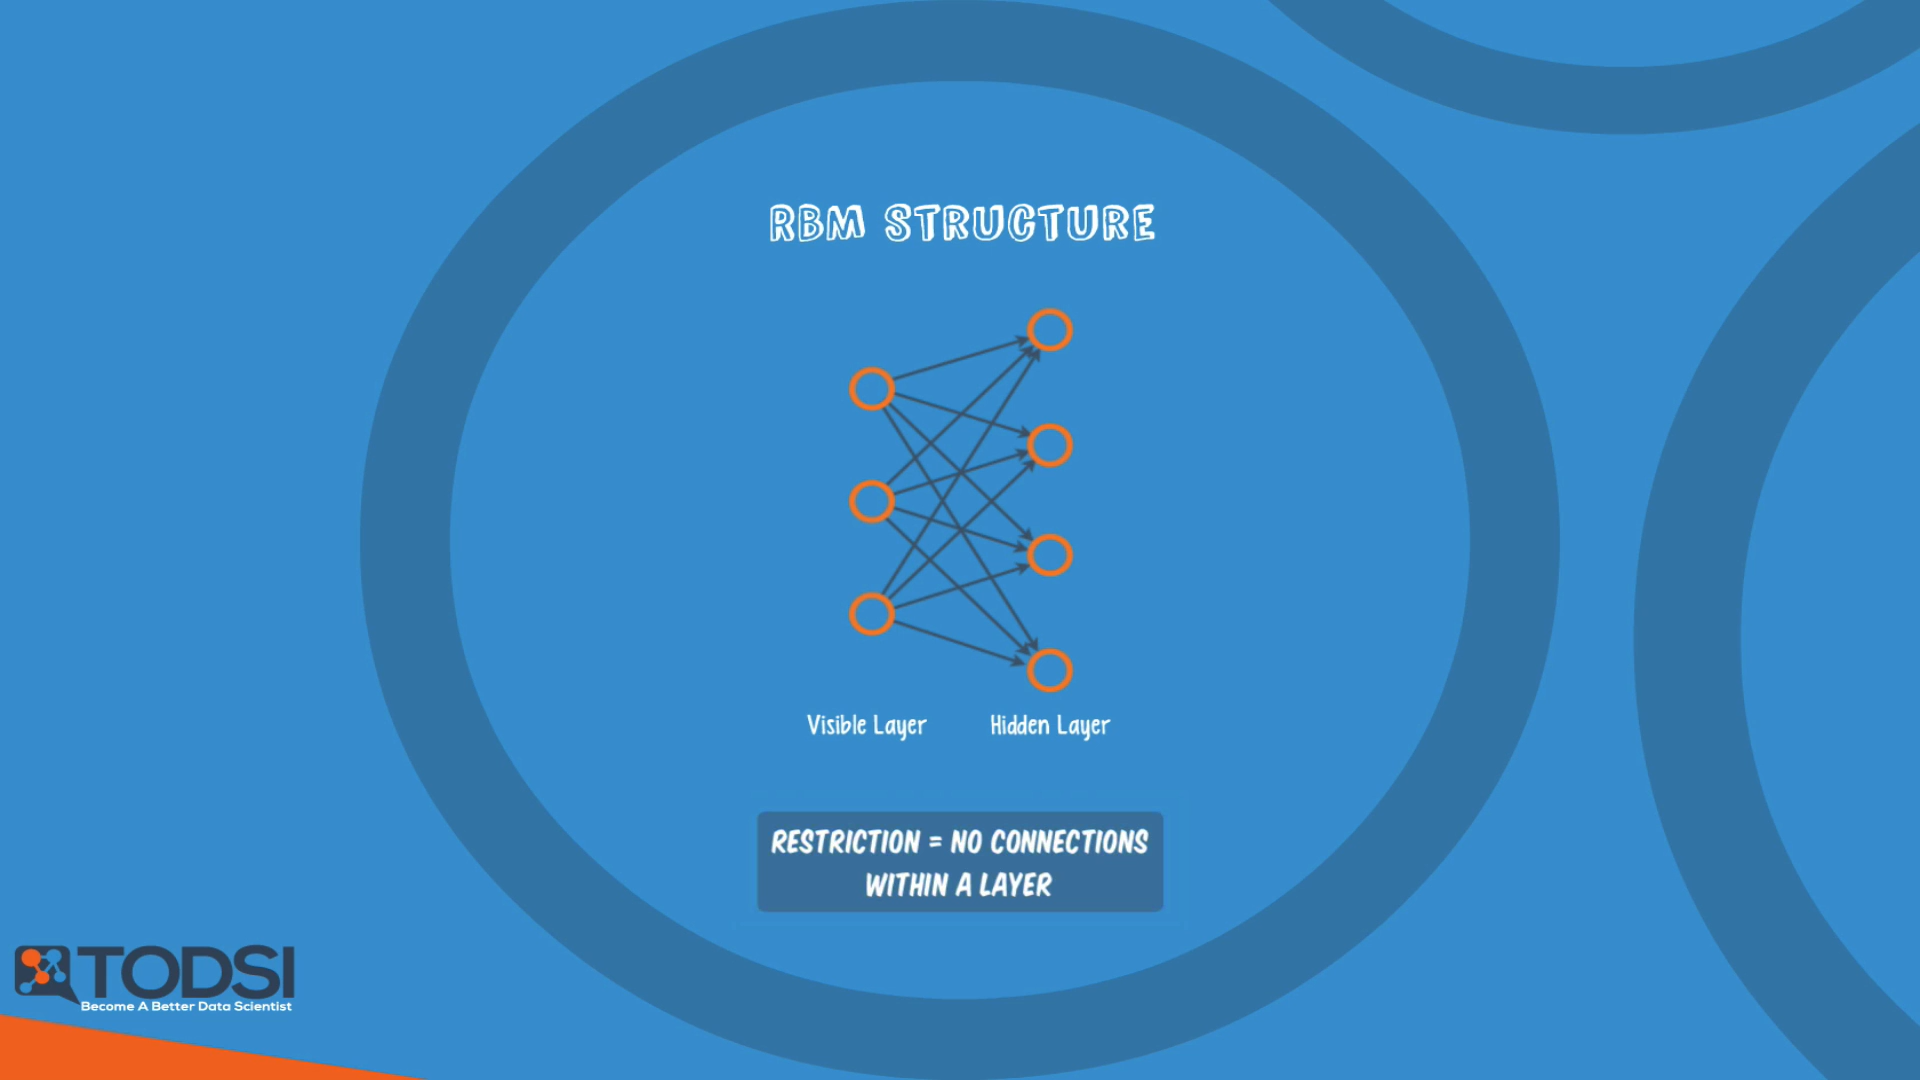 RBM STRUCTURE
Visible Layer
Hidden Layer
RESTRICTION = NO CONNECTIONS
WITHIN A LAYER
TODSI
Become A Better Data Scientist